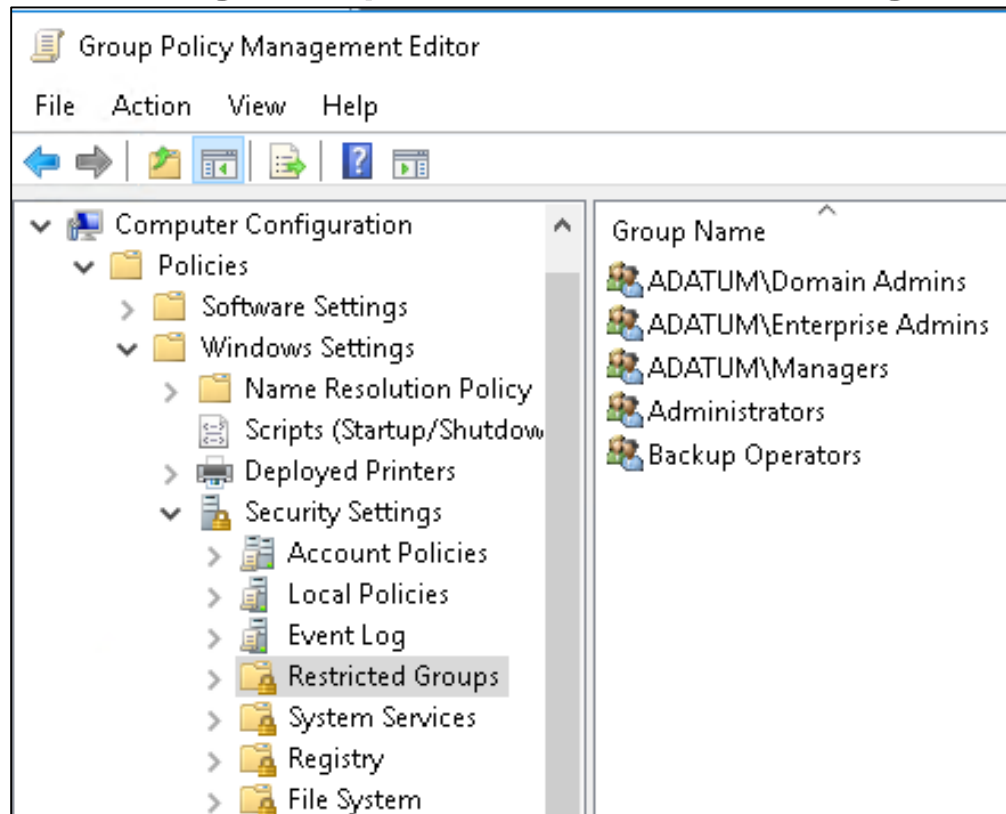 Group Policy Management Editor
File Action View Help
Computer Configuration
Policies
Software Settings
Windows Settings
Name Resolution Policy
Scripts (Startup/Shutdow
Deployed Printers
Security Settings
Account Policies
Local Policies
Event Log
Restricted Groups
System Services
Registry
File System
Group Name
ADATUM\Domain Admins
ADATUM\Enterprise Admins
ADATUM\Managers
Administrators
Backup Operators